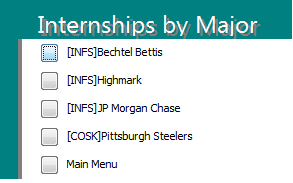 Internships by Major
[INFS]Bechtel Bettis
[INFS]Highmark
[INFS]JP Morgan Chase
[COSK]Pittsburgh Steelers
Main Menu